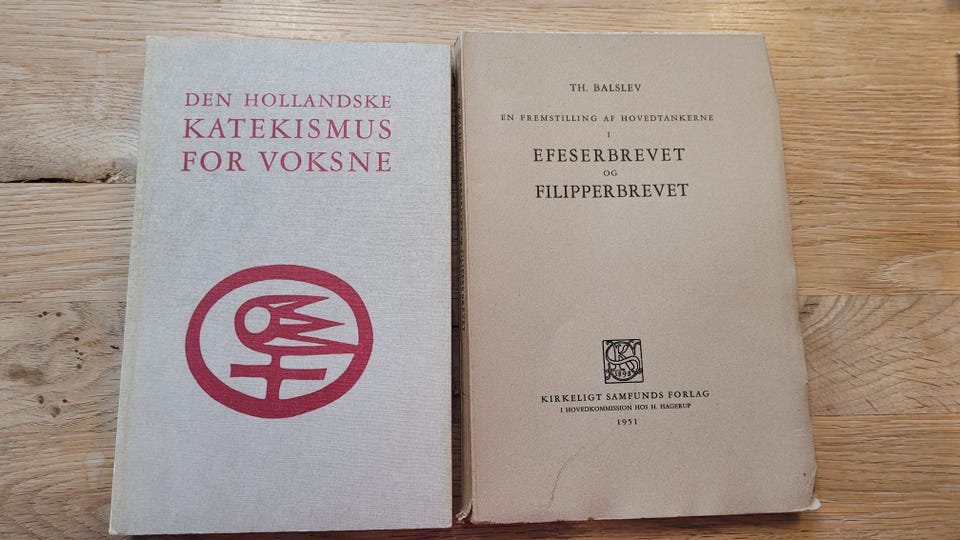 DEN HOLLANDSKE
KATEKISMUS
FOR VOKSNE
TH. BALSLEV
EN FREMSTILLING AF HOVEDTANKERNE
I
EFESERBREVET
OG
FILIPPERBREVET
KIRKELIGT SAMFUNDS FORLAG
I HOVEDKOMMISSION HOS H. HAGERUP
1951